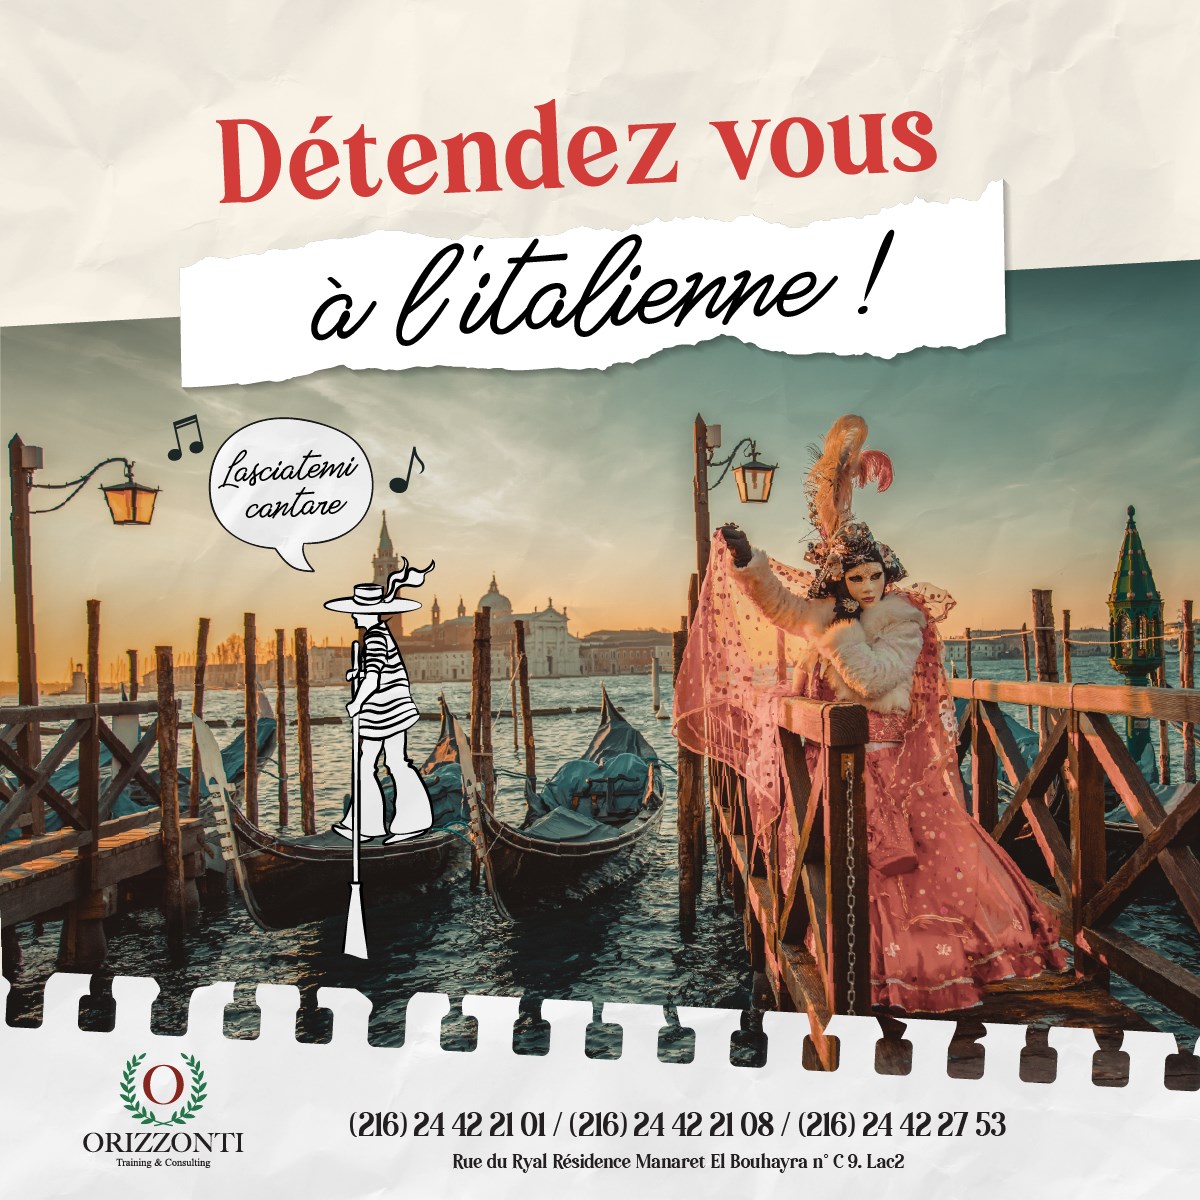 Détendez vous
à l'italienne !
Lasciatemi
cantare
O
ORIZZONTI
Training & Consulting
(216) 24 42 21 01 / (216) 24 42 21 08 / (216) 24 42 27 53
Rue du Ryal Résidence Manaret El Bouhayra n° C 9. Lac2